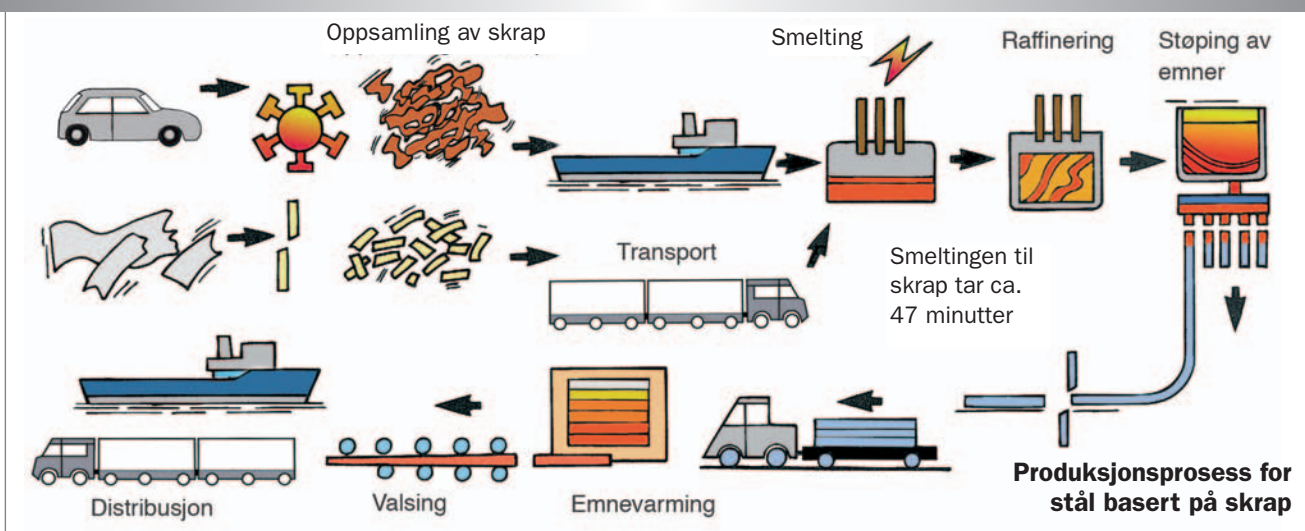 Oppsamling av skrap
Smelting
Raffinering
Støping av
emner
Transport
Smeltingen til
skrap tar ca.
47 minutter
Distribusjon
Valsing
Emnevarming
Produksjonsprosess for
stål basert på skrap